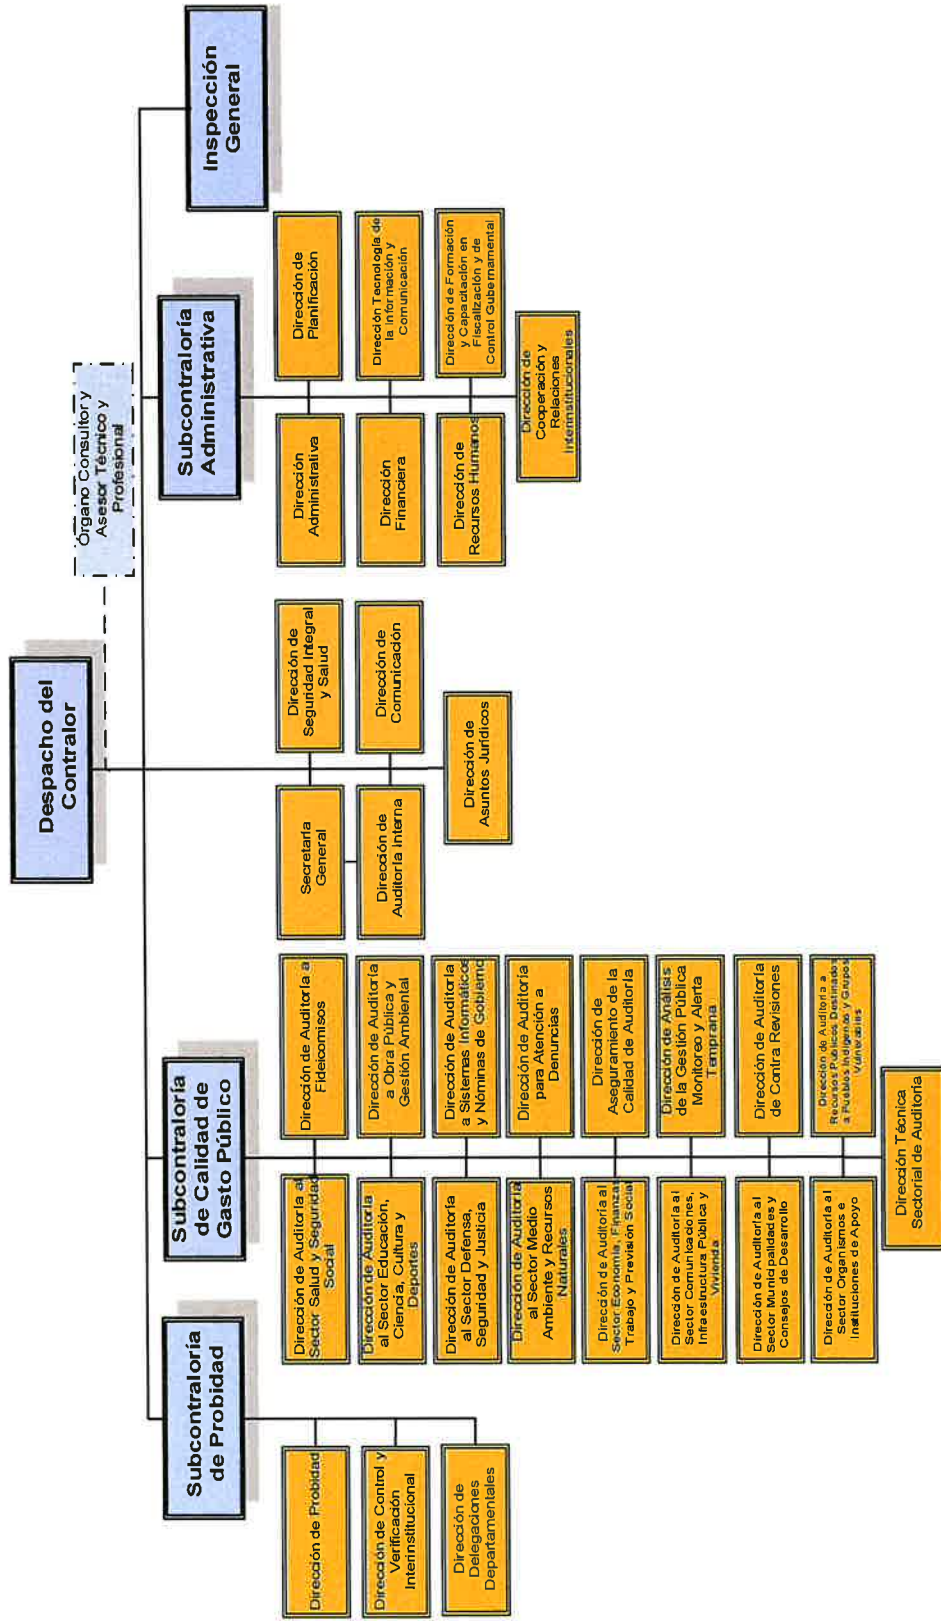 Despacho del
Contralor
Órgano Consultor y
Asesor Técnico y
Profesional
Subcontraloría
de Probidad
Subcontraloría
de Calidad de
Gasto Público
Subcontraloría
Administrativa
Inspección
General
Dirección de Probidad
Dirección de Control y
Verificación
Interinstitucional
Dirección de
Delegaciones
Departamentales
Dirección de Auditoría al
Sector Salud y Seguridad
Social
Dirección de Auditoría a
Fideicomisos
Dirección de Auditoría
al Sector Educación,
Ciencia, Cultura y
Deportes
Dirección de Auditoría
a Obra Pública y
Gestión Ambiental
Dirección de Auditoría
al Sector Defensa,
Seguridad y Justicia
Dirección de Auditoría
a Sistemas Informáticos
y Nóminas de Gobierno
Dirección de Auditoría
al Sector Medio
Ambiente y Recursos
Naturales
Dirección de Auditoría
para Atención a
Denuncias
Dirección de Auditoría al
Sector Economía, Finanzas,
Trabajo y Previsión Social
Dirección de
Aseguramiento de la
Calidad de Auditoría
Dirección de Auditoría al
Sector Comunicaciones,
Infraestructura Pública y
Vivienda
Dirección de Análisis
de la Gestión Pública
Monitoreo y Alerta
Temprana
Dirección de Auditoría al
Sector Municipalidades y
Consejos de Desarrollo
Dirección de Auditoría
de Contra Revisiones
Dirección de Auditoría al
Sector Organismos e
Instituciones de Apoyo
Dirección de Auditoría a
Recursos Públicos Destinados
a Pueblos Indígenas y Grupos
Vulnerables
Dirección Técnica
Sectorial de Auditoría
Secretaría
General
Dirección de
Seguridad Integral
y Salud
Dirección de
Auditoría Interna
Dirección de
Comunicación
Dirección de
Asuntos Jurídicos
Dirección
Administrativa
Dirección de
Planificación
Dirección
Financiera
Dirección Tecnología de
la Información y
Comunicación
Dirección de
Recursos Humanos
Dirección de Formación
y Capacitación en
Fiscalización y de
Control Gubernamental
Dirección de
Cooperación y
Relaciones
Interinstitucionales